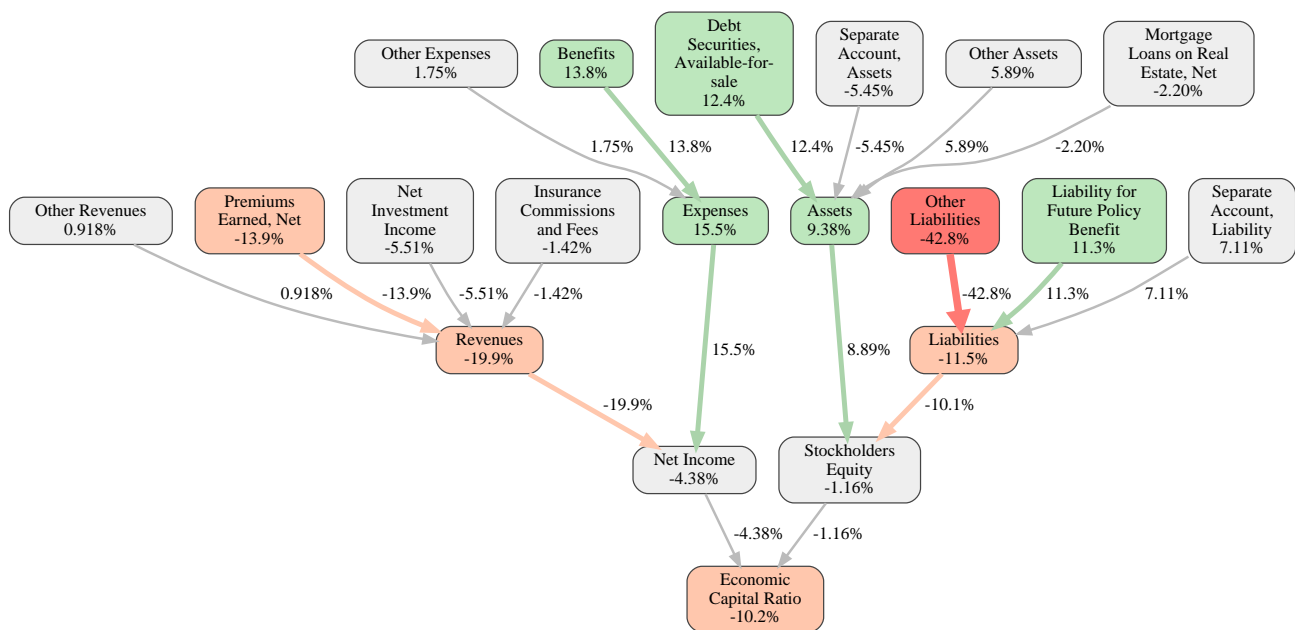 Other Expenses
1.75%
Benefits
13.8%
Debt
Securities,
Available-for-
sale
12.4%
Separate
Account,
Assets
-5.45%
Other Assets
5.89%
Mortgage
Loans on Real
Estate, Net
-2.20%
1.75%
13.8%
12.4%
-5.45%
5.89%
-2.20%
Other Revenues
0.918%
Premiums
Earned, Net
-13.9%
Net
Investment
Income
-5.51%
Insurance
Commissions
and Fees
-1.42%
Expenses
15.5%
Assets
9.38%
Other
Liabilities
-42.8%
Liability for
Future Policy
Benefit
11.3%
Separate
Account,
Liability
7.11%
0.918%
-13.9%
-5.51%
-1.42%
15.5%
8.89%
-42.8%
11.3%
7.11%
Revenues
-19.9%
Liabilities
-11.5%
-19.9%
-10.1%
Net Income
-4.38%
Stockholders
Equity
-1.16%
-4.38%
-1.16%
Economic
Capital Ratio
-10.2%